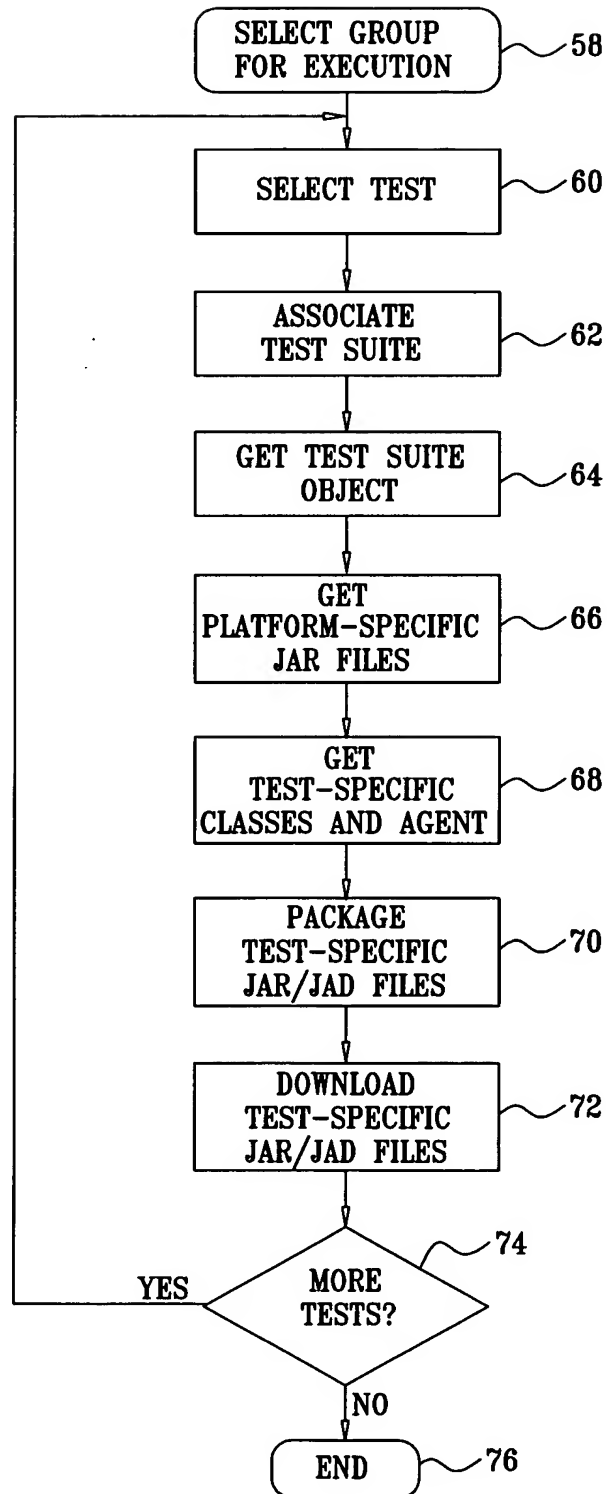 SELECT GROUP
FOR EXECUTION
58
SELECT TEST
60
ASSOCIATE
TEST SUITE
62
GET TEST SUITE
OBJECT
64
GET
PLATFORM-SPECIFIC
JAR FILES
66
GET
TEST-SPECIFIC
CLASSES AND AGENT
68
PACKAGE
TEST-SPECIFIC
JAR/JAD FILES
70
DOWNLOAD
TEST-SPECIFIC
JAR/JAD FILES
72
74
YES
MORE
TESTS?
NO
END
76